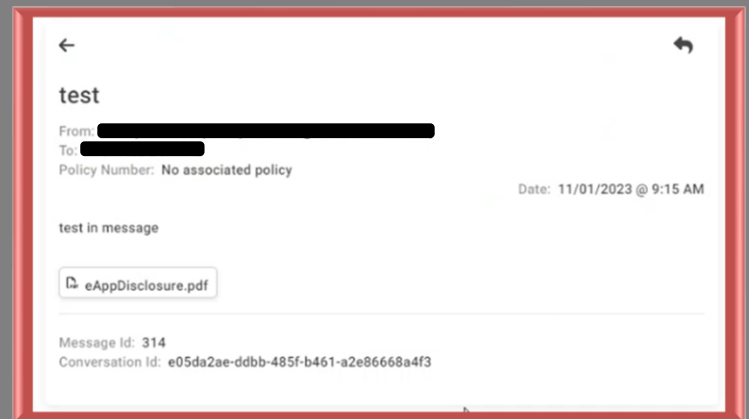 test
From:
To:
Policy Number: No associated policy
Date: 11/01/2023 @ 9:15 AM
test in message
eAppDisclosure.pdf
Message Id: 314
Conversation Id: e05da2ae-ddbb-485f-b461-a2e86668a4f3